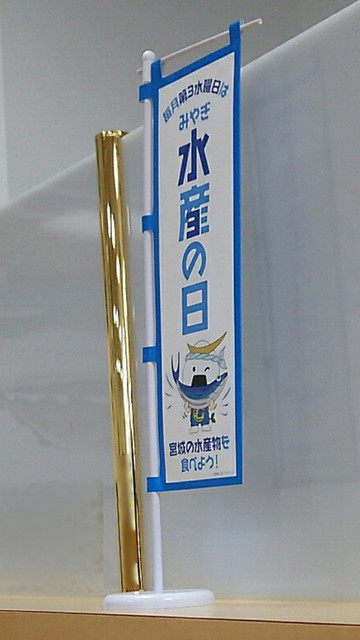 毎月第3水曜日は
みやぎ
水産の日
宮城の水産物を
食べよう!